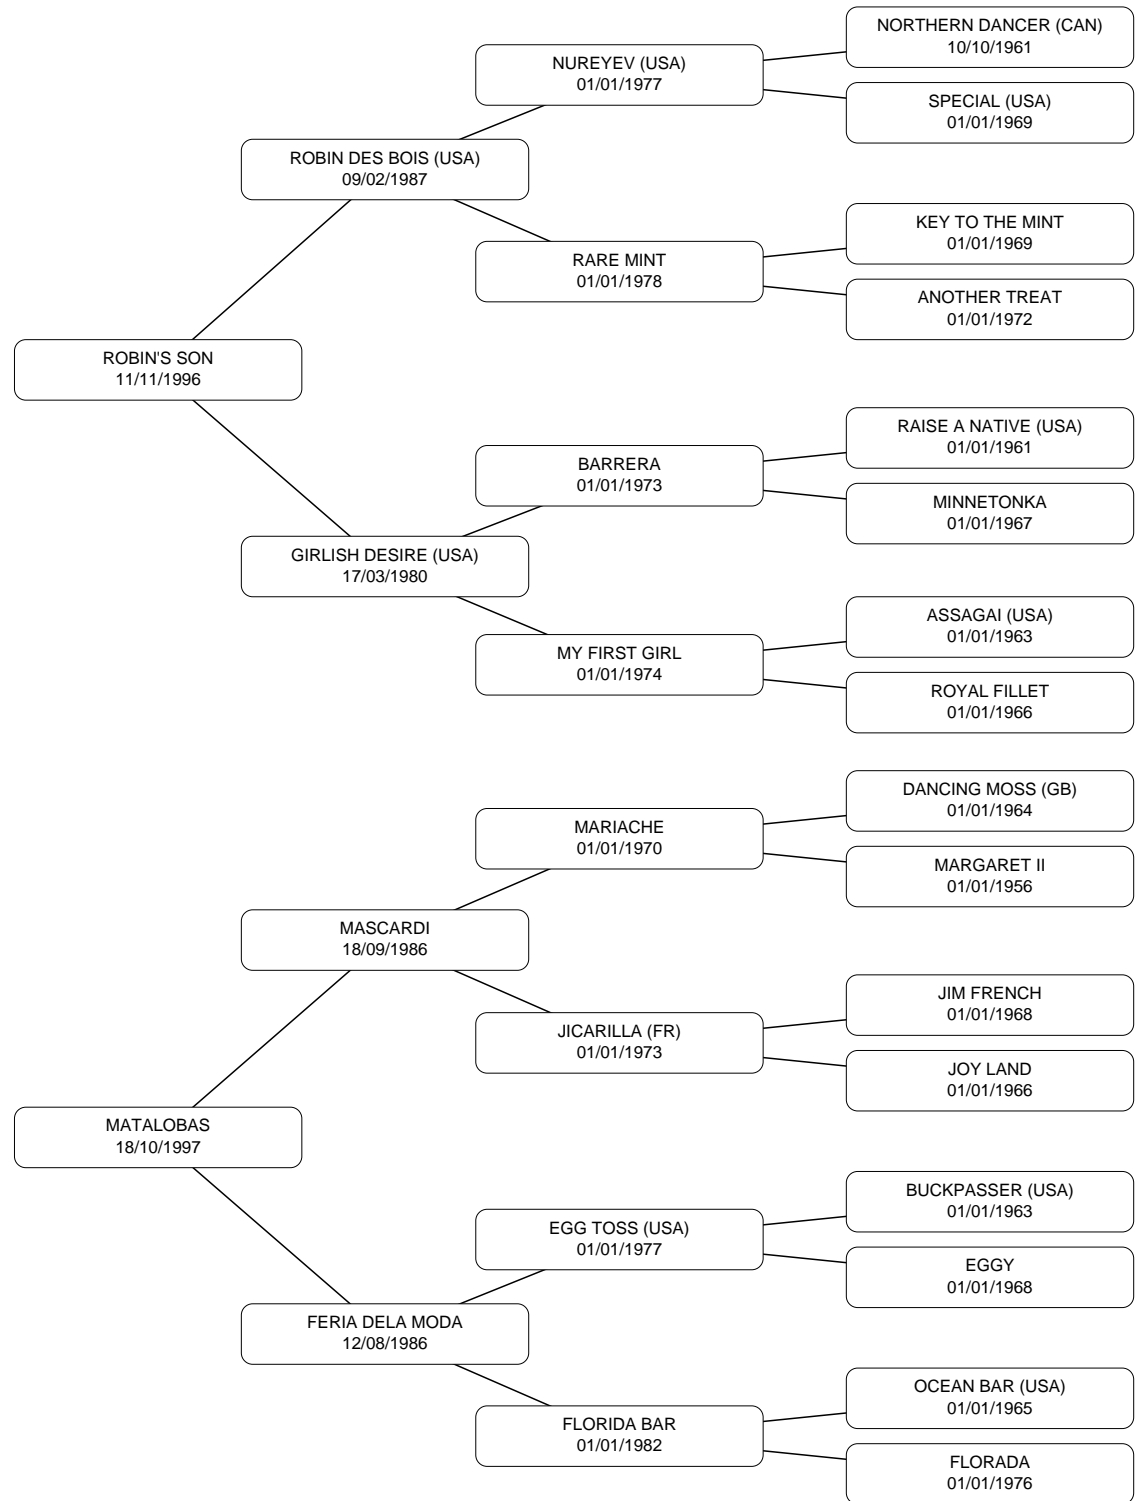 NORTHERN DANCER (CAN)
10/10/1961
NUREYEV (USA)
01/01/1977
SPECIAL (USA)
01/01/1969
ROBIN DES BOIS (USA)
09/02/1987
KEY TO THE MINT
01/01/1969
RARE MINT
01/01/1978
ANOTHER TREAT
01/01/1972
ROBIN'S SON
11/11/1996
RAISE A NATIVE (USA)
01/01/1961
BARRERA
01/01/1973
MINNETONKA
01/01/1967
GIRLISH DESIRE (USA)
17/03/1980
ASSAGAI (USA)
01/01/1963
MY FIRST GIRL
01/01/1974
ROYAL FILLET
01/01/1966
DANCING MOSS (GB)
01/01/1964
MARIACHE
01/01/1970
MARGARET II
01/01/1956
MASCARDI
18/09/1986
JIM FRENCH
01/01/1968
JICARILLA (FR)
01/01/1973
JOY LAND
01/01/1966
MATALOBAS
18/10/1997
BUCKPASSER (USA)
01/01/1963
EGG TOSS (USA)
01/01/1977
EGGY
01/01/1968
FERIA DELA MODA
12/08/1986
OCEAN BAR (USA)
01/01/1965
FLORIDA BAR
01/01/1982
FLORADA
01/01/1976